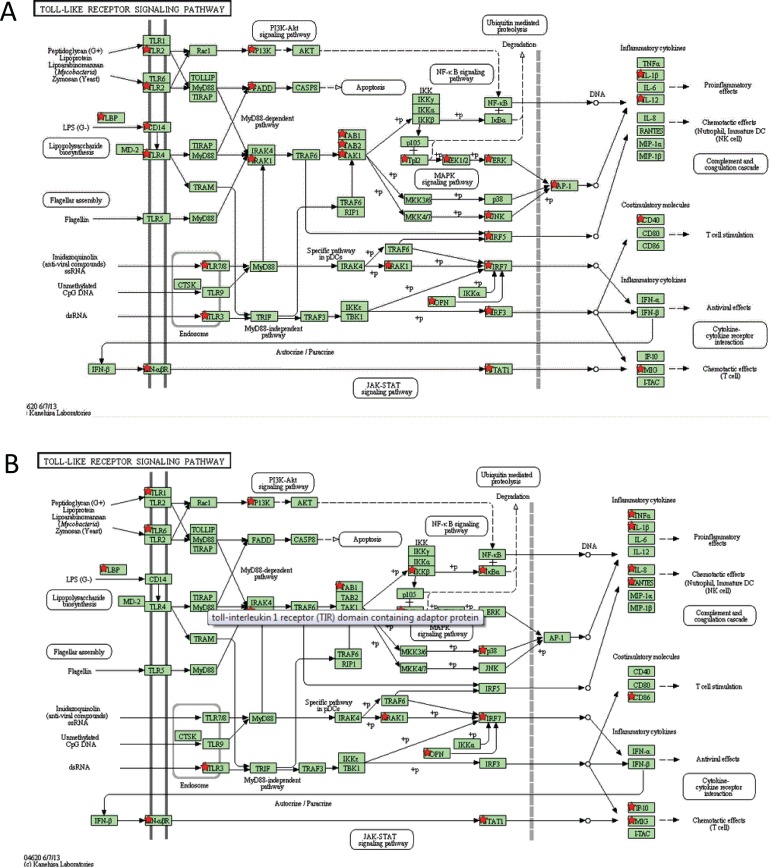 A
TOLL-LIKE RECEPTOR SIGNALING PATHWAY
PI3K-Akt
signaling pathway
Ubiquitin mediated
proteolysis
Degradation
Peptidoglycan (G+)
Lipoprotein
Lipoarabinomannan
(Mycobacteria)
Zymosan (Yeast)
TLR1
TLR2
Rac1
PI3K
AKT
TLR6
TLR2
TOLLIP
MyD88
TIRAP
FADD
CASP8
Apoptosis
NF-κB signaling
pathway
IKK
IKKγ
IKKα
IKKβ
+p
NF-κB
IκBα
DNA
Inflammatory cytokines
TNFα
IL-1β
IL-6
IL-12
Proinflammatory
effects
LBP
LPS (G-)
CD14
MyD88-dependent
pathway
Lipopolysaccharide
biosynthesis
MD-2
TLR4
TIRAP
MyD88
IRAK4
IRAK1
TRAF6
TAB1
TAB2
TAK1
p105
Tpl2
MEK1/2
ERK
+p
+p
MAPK
signaling pathway
IL-8
RANTES
MIP-1α
MIP-1β
Chemotactic effects
(Nutrophil, Immature DC)
(NK cell)
Complement and
coagulation cascade
TRAM
TRAF6
RIP1
MKK3/6
p38
+p
MKK4/7
JNK
+p
AP-1
+p
Flagellar assembly
Flagellin
TLR5
MyD88
IRF5
Costimulatory molecules
CD40
CD80
CD86
T cell stimulation
Imidazoquinolin
(anti-viral compounds)
ssRNA
TLR7/8
MyD88
Specific pathway
in pDCs
IRAK4
+p
IRAK1
TRAF6
+p
IRF7
Unmethylated
CpG DNA
CTSK
TLR9
OPN
IKKα
+p
Inflammatory cytokines
IFN-α
IFN-β
Antiviral effects
dsRNA
TLR3
TRIF
TRAF3
IKKε
TBK1
+p
IRF3
Endosome
MyD88-independent
pathway
Cytokine-
cytokine receptor
interaction
Autocrine / Paracrine
IFN-β
IFN-αβR
STAT1
IP-10
MIG
I-TAC
Chemotactic effects
(T cell)
JAK-STAT
signaling pathway
620 6/7/13
Kanehisa Laboratories
B
TOLL-LIKE RECEPTOR SIGNALING PATHWAY
PI3K-Akt
signaling pathway
Ubiquitin mediated
proteolysis
Degradation
Peptidoglycan (G+)
Lipoprotein
Lipoarabinomannan
(Mycobacteria)
Zymosan (Yeast)
TLR1
TLR2
Rac1
PI3K
AKT
TLR6
TLR2
TOLLIP
MyD88
TIRAP
FADD
CASP8
Apoptosis
NF-κB signaling
pathway
IKK
IKKγ
IKKα
IKKβ
+p
NF-κB
IκBα
DNA
Inflammatory cytokines
TNFα
IL-1β
IL-6
IL-12
Proinflammatory
effects
LBP
LPS (G-)
CD14
MyD88-dependent
pathway
Lipopolysaccharide
biosynthesis
MD-2
TLR4
TIRAP
MyD88
IRAK4
TRAF6
TAB1
TAB2
TAK1
p105
ERK
toll-interleukin 1 receptor (TIR) domain containing adaptor protein
signaling pathway
IL-8
RANTES
MIP-1α
MIP-1β
Chemotactic effects
(Nutrophil, Immature DC)
(NK cell)
Complement and
coagulation cascade
TRAM
TRAF6
RIP1
MKK3/6
p38
+p
MKK4/7
JNK
+p
AP-1
+p
Flagellar assembly
Flagellin
TLR5
MyD88
IRF5
Costimulatory molecules
CD40
CD80
CD86
T cell stimulation
Imidazoquinolin
(anti-viral compounds)
ssRNA
TLR7/8
MyD88
Specific pathway
in pDCs
IRAK4
+p
IRAK1
TRAF6
+p
IRF7
Unmethylated
CpG DNA
CTSK
TLR9
OPN
IKKα
+p
Inflammatory cytokines
IFN-α
IFN-β
Antiviral effects
dsRNA
TLR3
TRIF
TRAF3
IKKε
TBK1
+p
IRF3
Endosome
MyD88-independent
pathway
Cytokine-
cytokine receptor
interaction
Autocrine / Paracrine
IFN-β
IFN-αβR
STAT1
IP-10
MIG
I-TAC
Chemotactic effects
(T cell)
JAK-STAT
signaling pathway
04620 6/7/13
(c) Kanehisa Laboratories